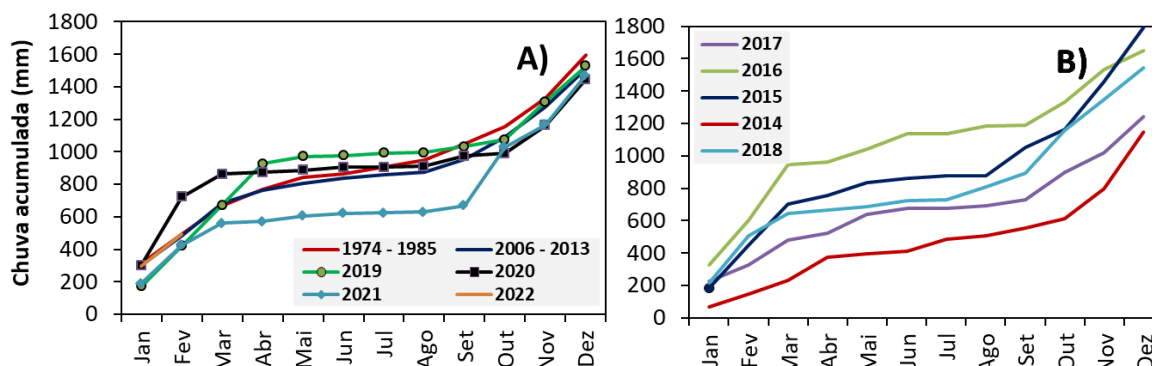 Chuva acumulada (mm)
1800
1600
1400
1200
1000
800
600
400
200
0
A)
1974 - 1985
2006 - 2013
2019
2020
2021
2022
Jan
Fev
Mar
Abr
Mai
Jun
Jul
Ago
Set
Out
Nov
Dez
1800
1600
1400
1200
1000
800
600
400
200
0
B)
2017
2016
2015
2014
2018
Jan
Fev
Mar
Abr
Mai
Jun
Jul
Ago
Set
Out
Nov
Dez